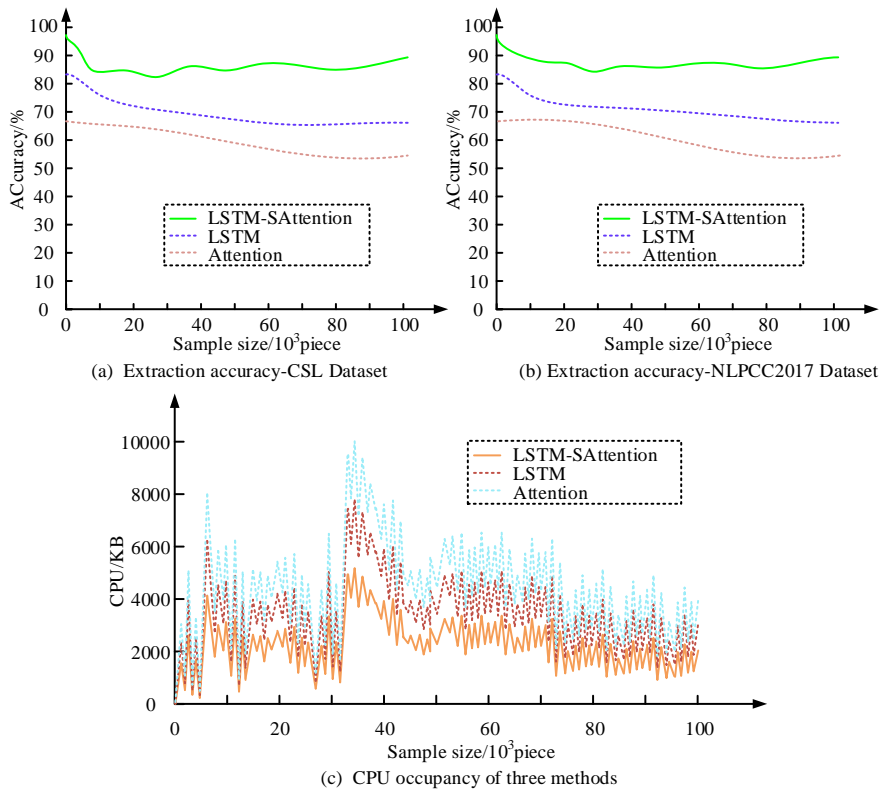 100
90
80
70
60
50
40
30
20
10
0
ACcuracy/%
LSTM-SAttention
LSTM
Attention
0 20 40 60 80 100
Sample size/10³piece
(a) Extraction accuracy-CSL Dataset
100
90
80
70
60
50
40
30
20
10
0
ACcuracy/%
LSTM-SAttention
LSTM
Attention
0 20 40 60 80 100
Sample size/10³piece
(b) Extraction accuracy-NLPCC2017 Dataset
10000
8000
6000
4000
2000
0
CPU/KB
LSTM-SAttention
LSTM
Attention
0 20 40 60 80 100
Sample size/10³piece
(c) CPU occupancy of three methods